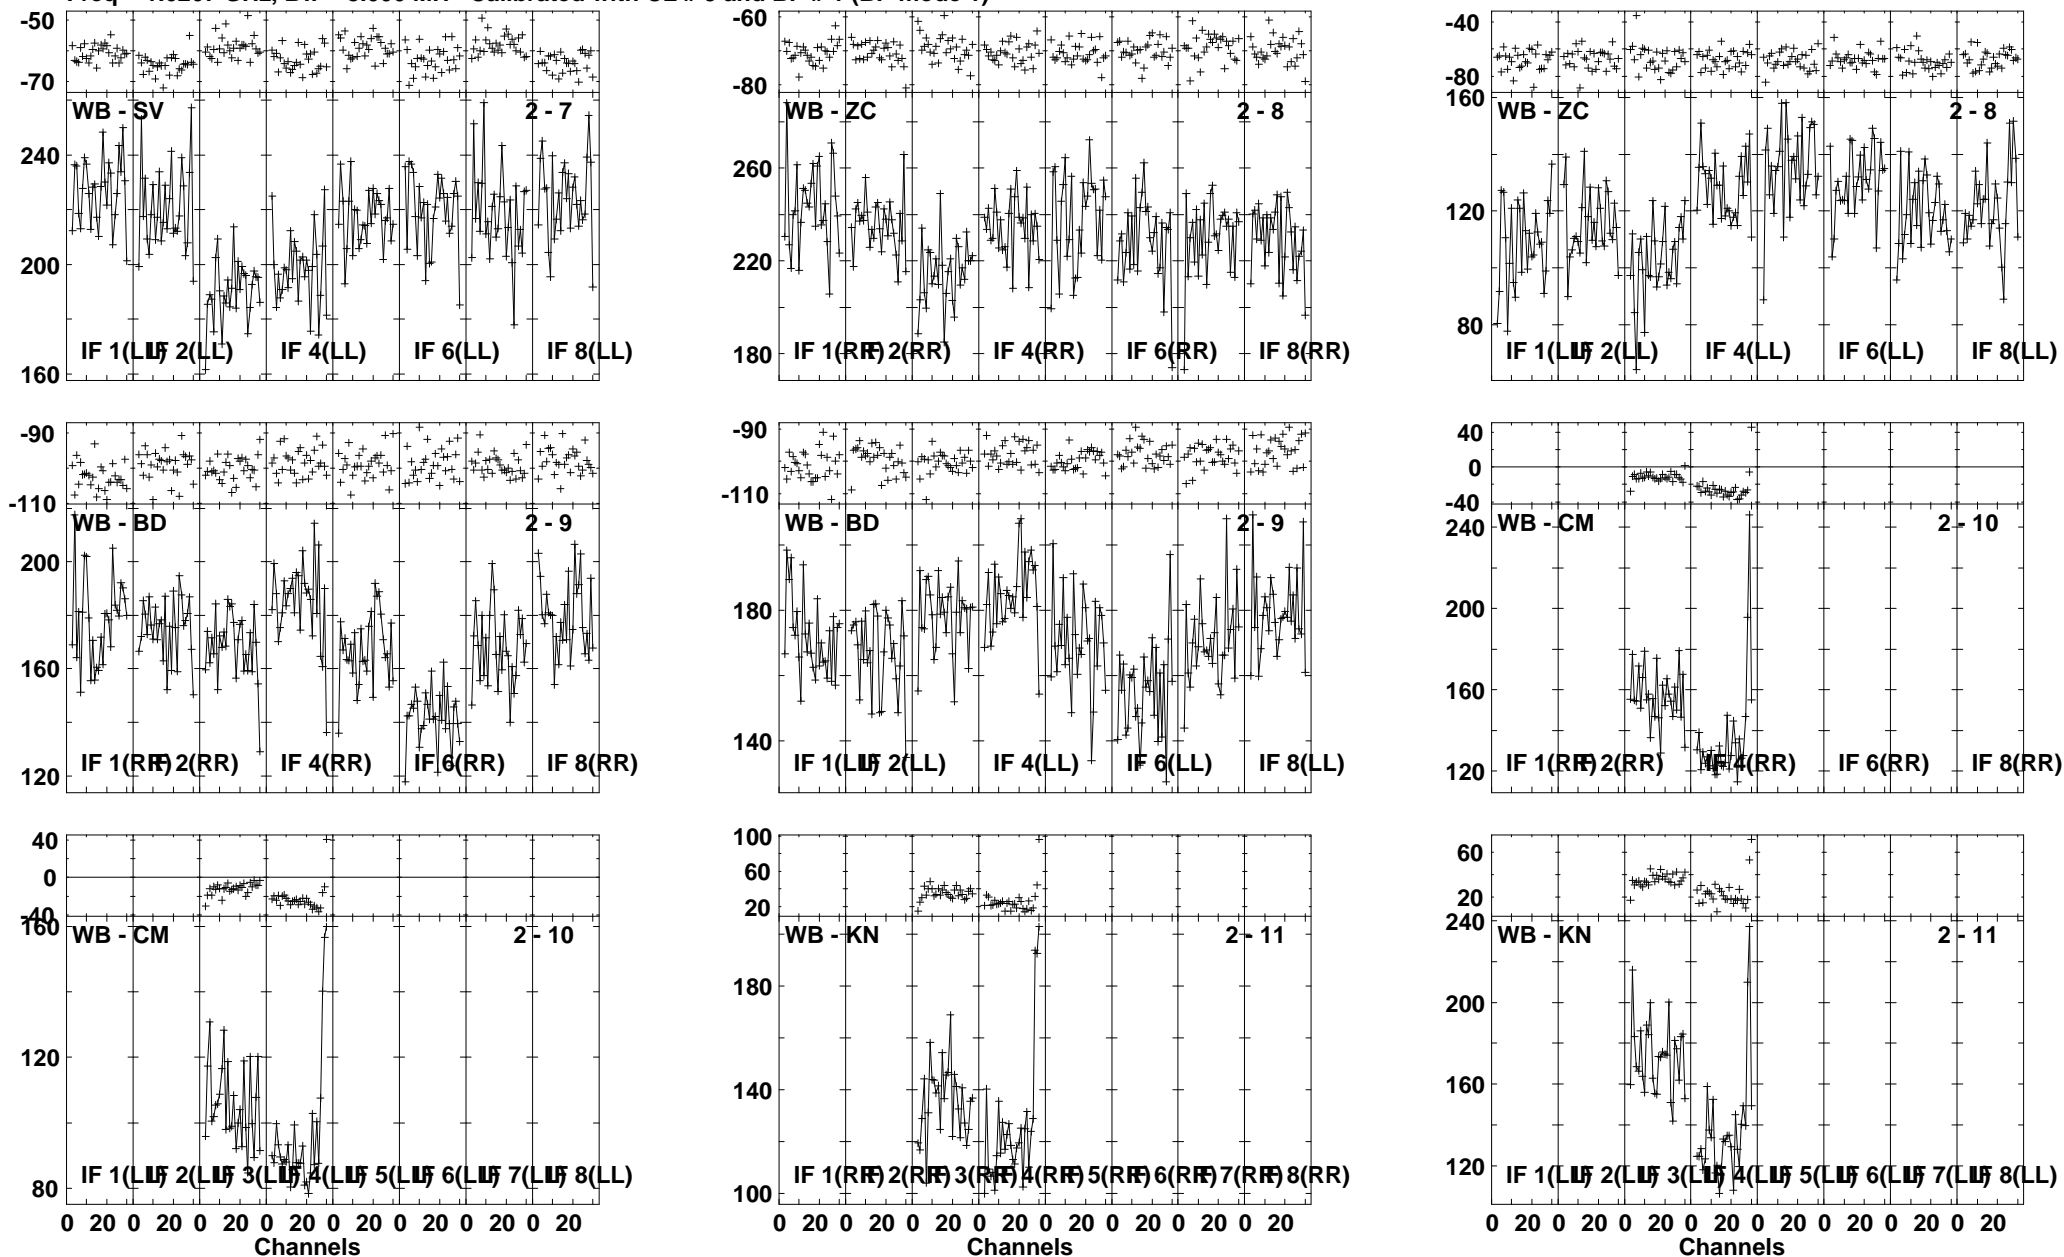 -50
-70
WB - SV 2 - 7
240
200
160
IF 1(LL) IF 2(LL) IF 4(LL) IF 6(LL) IF 8(LL)
-60
-80
WB - ZC 2 - 8
260
220
180
IF 1(RR) IF 2(RR) IF 4(RR) IF 6(RR) IF 8(RR)
-40
-80
160
WB - ZC 2 - 8
120
80
IF 1(LL) IF 2(LL) IF 4(LL) IF 6(LL) IF 8(LL)
-90
-110
WB - BD 2 - 9
200
160
120
IF 1(RR) IF 2(RR) IF 4(RR) IF 6(RR) IF 8(RR)
-90
-110
WB - BD 2 - 9
180
140
IF 1(LL) IF 2(LL) IF 4(LL) IF 6(LL) IF 8(LL)
40
0
-40
WB - CM 2 - 10
240
200
160
120
IF 1(RR) IF 2(RR) IF 4(RR) IF 6(RR) IF 8(RR)
40
0
-40
160
WB - CM 2 - 10
120
80
IF 1(LL) IF 2(LL) IF 3(LL) IF 4(LL) IF 5(LL) IF 6(LL) IF 7(LL) IF 8(LL)
0 20 0 20 0 20 0 20 0 20 0 20 0 20 0 20
Channels
100
60
20
WB - KN 2 - 11
180
140
100
IF 1(RR) IF 2(RR) IF 3(RR) IF 4(RR) IF 5(RR) IF 6(RR) IF 7(RR) IF 8(RR)
0 20 0 20 0 20 0 20 0 20 0 20 0 20 0 20
Channels
60
20
240
WB - KN 2 - 11
200
160
120
IF 1(LL) IF 2(LL) IF 3(LL) IF 4(LL) IF 5(LL) IF 6(LL) IF 7(LL) IF 8(LL)
0 20 0 20 0 20 0 20 0 20 0 20 0 20 0 20
Channels